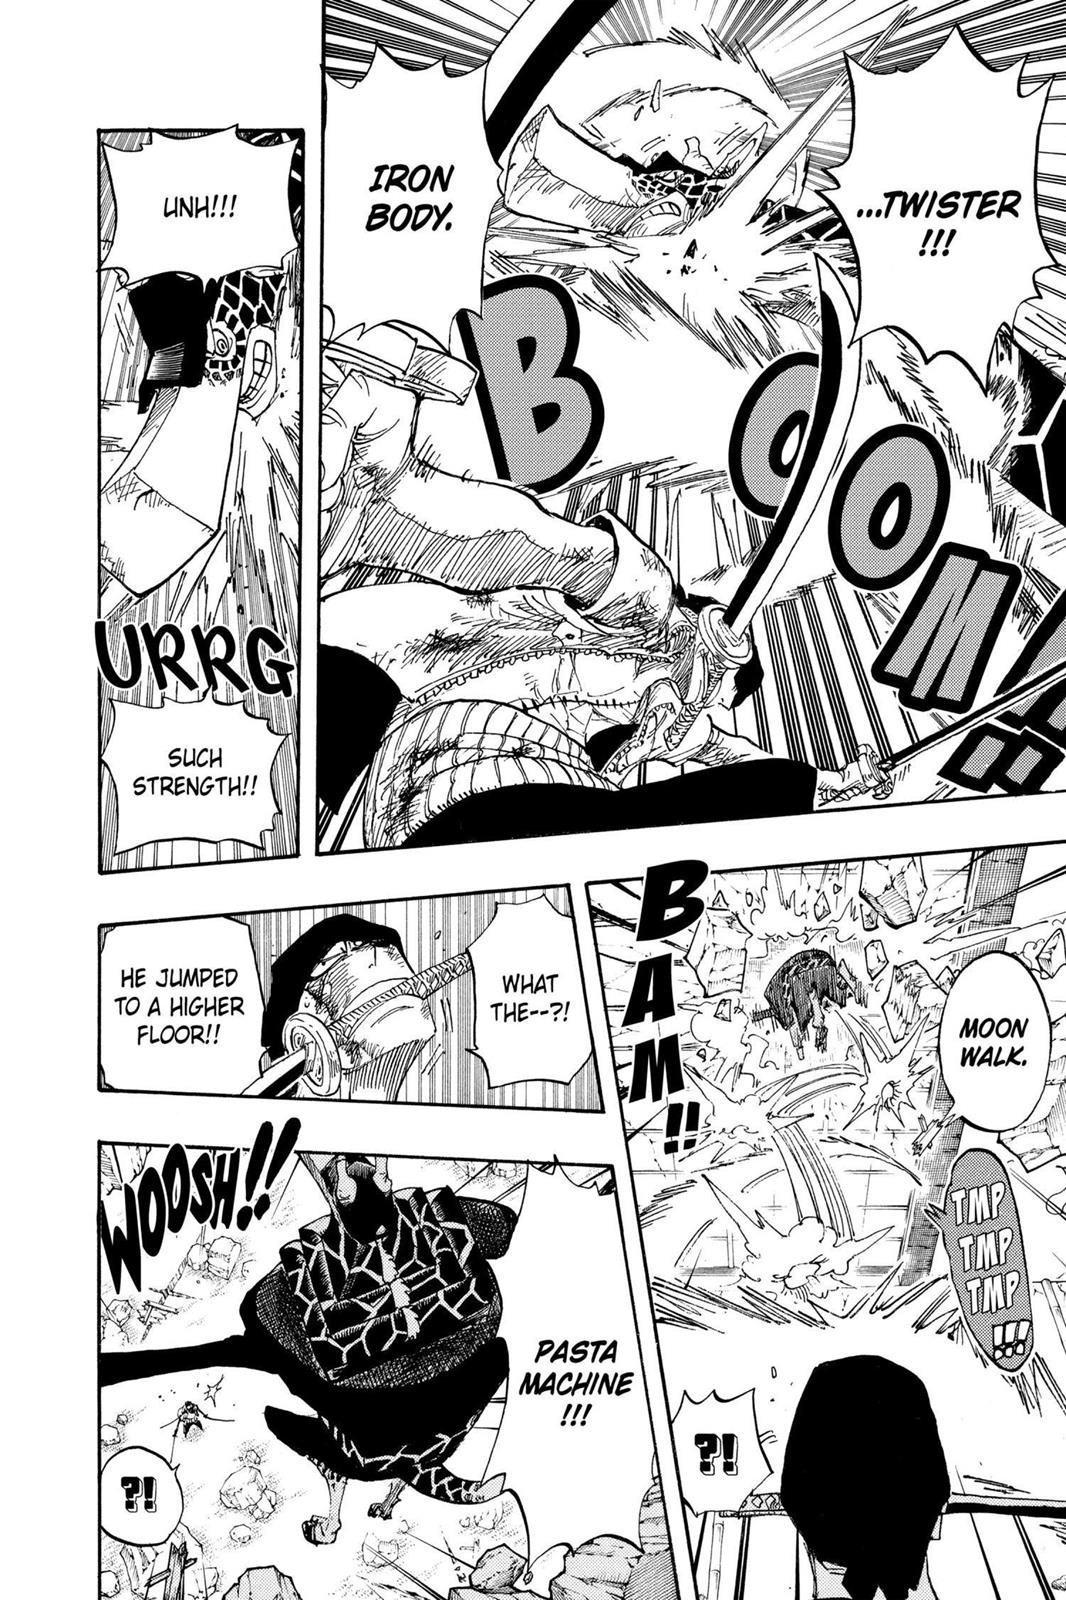 ...TWISTER
!!!
IRON
BODY.
BOOM!!
UNH!!!
URRG
SUCH
STRENGTH!!
MOON
WALK.
BAM!!
TMP
TMP
TMP
!!!
?!
WHAT
THE--?!
HE JUMPED
TO A HIGHER
FLOOR!!
WOOSH!!
PASTA
MACHINE
!!!
?!